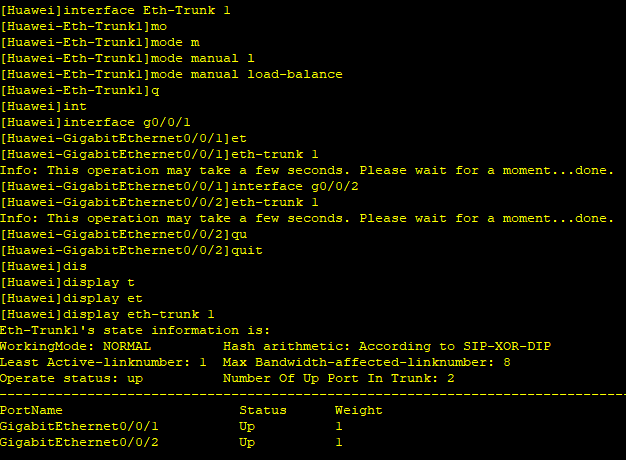 [Huawei]interface Eth-Trunk 1
[Huawei-Eth-Trunk1]mo
[Huawei-Eth-Trunk1]mode m
[Huawei-Eth-Trunk1]mode manual l
[Huawei-Eth-Trunk1]mode manual load-balance
[Huawei-Eth-Trunk1]q
[Huawei]int
[Huawei]interface g0/0/1
[Huawei-GigabitEthernet0/0/1]et
[Huawei-GigabitEthernet0/0/1]eth-trunk 1
Info: This operation may take a few seconds. Please wait for a moment...done.
[Huawei-GigabitEthernet0/0/1]interface g0/0/2
[Huawei-GigabitEthernet0/0/2]eth-trunk 1
Info: This operation may take a few seconds. Please wait for a moment...done.
[Huawei-GigabitEthernet0/0/2]qu
[Huawei-GigabitEthernet0/0/2]quit
[Huawei]dis
[Huawei]display t
[Huawei]display et
[Huawei]display eth-trunk 1
Eth-Trunk1's state information is:
WorkingMode: NORMAL         Hash arithmetic: According to SIP-XOR-DIP
Least Active-linknumber: 1  Max Bandwidth-affected-linknumber: 8
Operate status: up          Number Of Up Port In Trunk: 2
--------------------------------------------------------------------------------
PortName                      Status      Weight
GigabitEthernet0/0/1          Up          1
GigabitEthernet0/0/2          Up          1